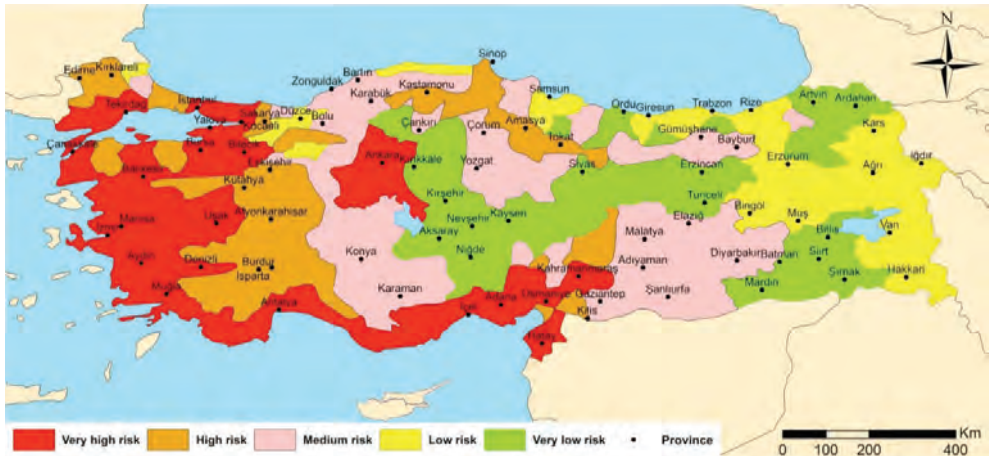 N
Sinop
Edirne
Kırklareli
Bartın
Zonguldak
Kastamonu
Tekirdağ
İstanbul
Karabük
Samsun
Artvin
Ardahan
Yalova
Sakarya
Düzce
Ordu
Giresun
Trabzon
Rize
Kocaeli
Bolu
Çankırı
Çorum
Amasya
Kars
Çanakkale
Bursa
Bilecik
Tokat
Gümüşhane
Bayburt
Balıkesir
Eskişehir
Ankara
Kırıkkale
Yozgat
Sivas
Erzincan
Erzurum
Ağrı
Iğdır
Kütahya
Kırşehir
Tunceli
Manisa
Uşak
Afyonkarahisar
Nevşehir
Kayseri
Elazığ
Bingöl
Muş
Van
İzmir
Aksaray
Malatya
Bitlis
Aydın
Denizli
Burdur
Isparta
Konya
Niğde
Kahramanmaraş
Adıyaman
Diyarbakır
Batman
Siirt
Şırnak
Hakkari
Muğla
Antalya
Karaman
İçel
Adana
Osmaniye
Gaziantep
Şanlıurfa
Mardin
Kilis
Hatay
Very high risk High risk Medium risk Low risk Very low risk Province
Km
0 100 200 400